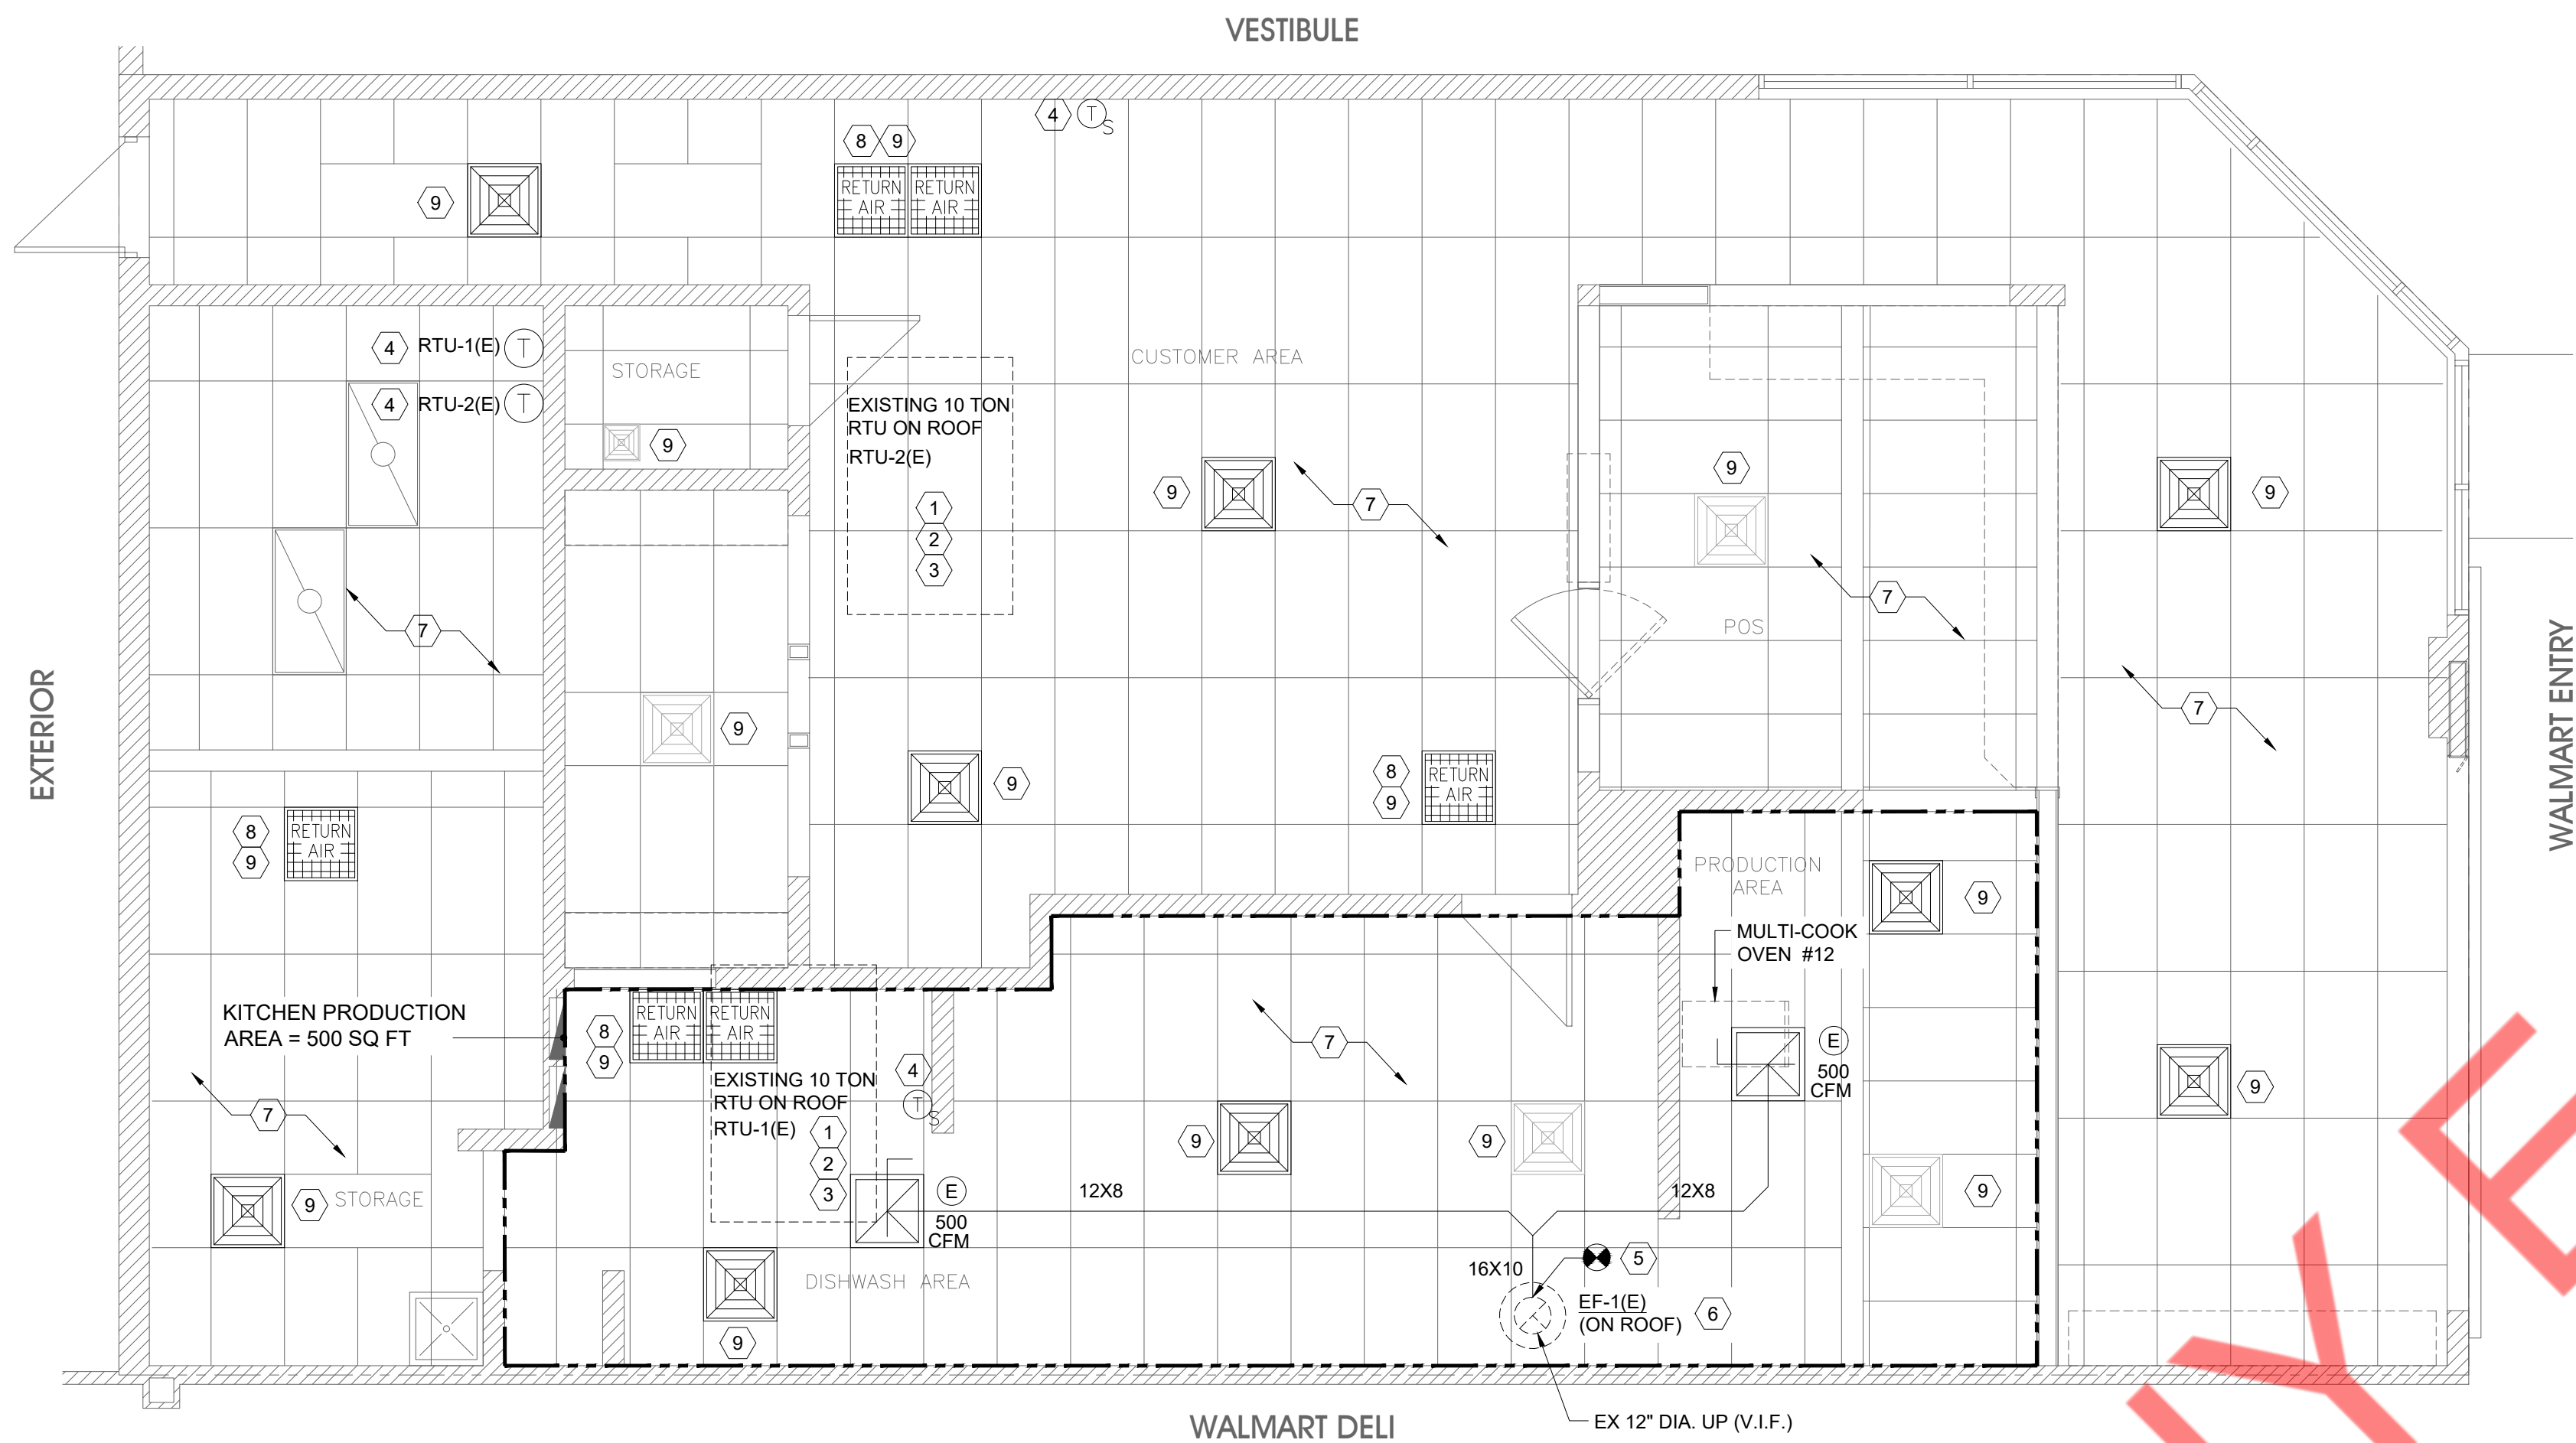 VESTIBULE
4 T S
8 9
RETURN AIR
RETURN AIR
9
4 RTU-1(E) T
STORAGE
CUSTOMER AREA
4 RTU-2(E) T
EXISTING 10 TON
RTU ON ROOF
RTU-2(E)
9
9
9
7
9
1
2
3
7
7
POS
EXTERIOR
WALMART ENTRY
7
9
9
8
9
RETURN AIR
8
9
RETURN AIR
PRODUCTION
AREA
9
MULTI-COOK
OVEN #12
KITCHEN PRODUCTION
AREA = 500 SQ FT
8
9
RETURN AIR
RETURN AIR
7
E
500
CFM
EXISTING 10 TON
RTU ON ROOF
RTU-1(E)
4
T S
1
2
3
7
9
9
9
9
STORAGE
9
E
500
CFM
12X8
12X8
9
DISHWASH AREA
16X10
5
EF-1(E)
(ON ROOF)
6
9
EX 12" DIA. UP (V.I.F.)
WALMART DELI
Y E